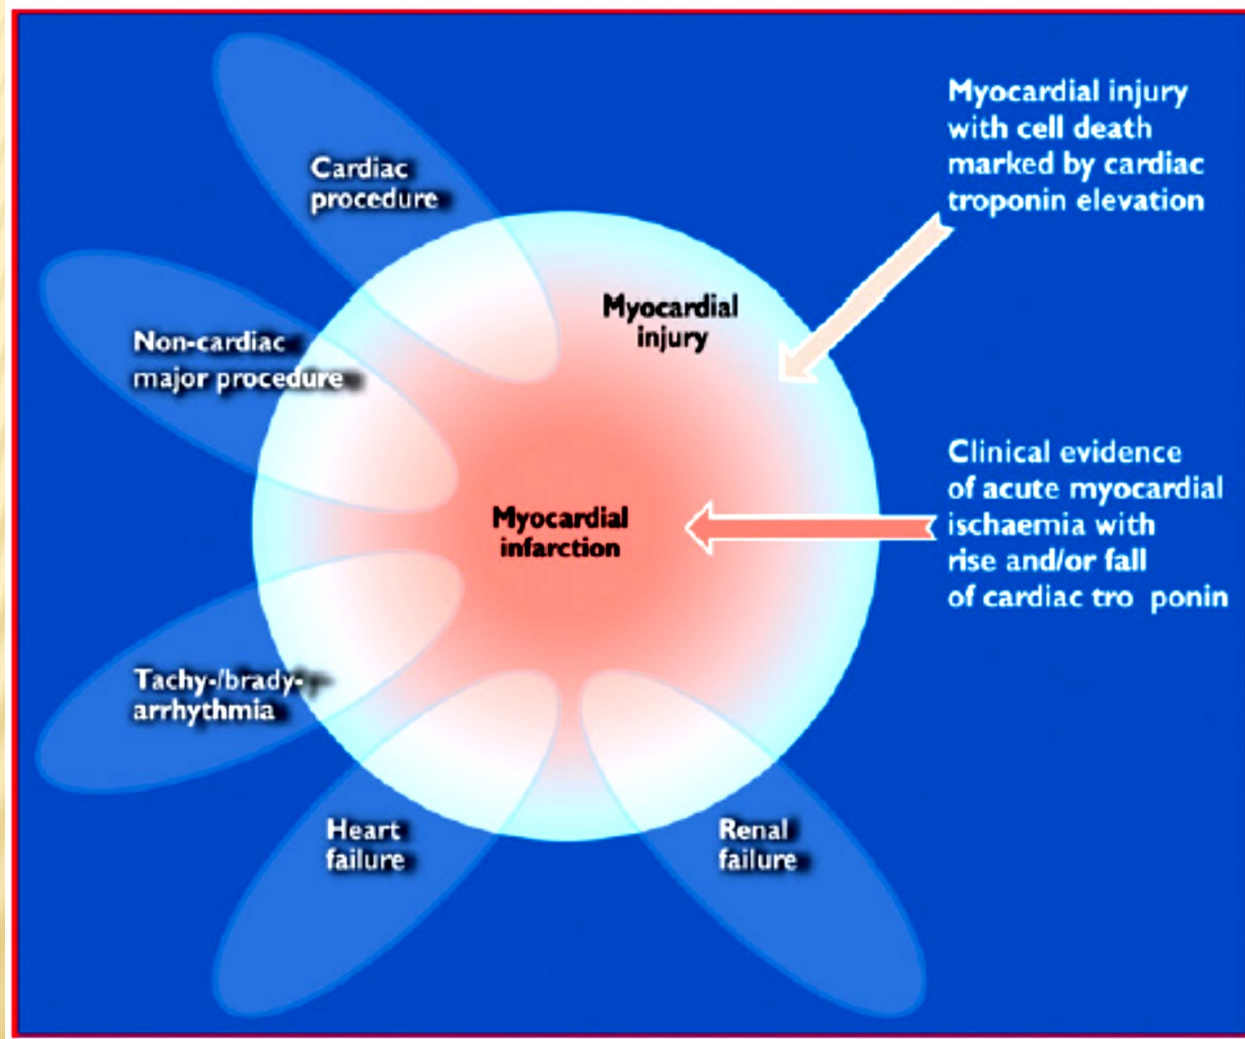 Cardiac
procedure
Non-cardiac
major procedure
Tachy-/brady-
arrhythmia
Heart
failure
Renal
failure
Myocardial
injury
Myocardial
infarction
Myocardial injury
with cell death
marked by cardiac
troponin elevation
Clinical evidence
of acute myocardial
ischaemia with
rise and/or fall
of cardiac tro ponin